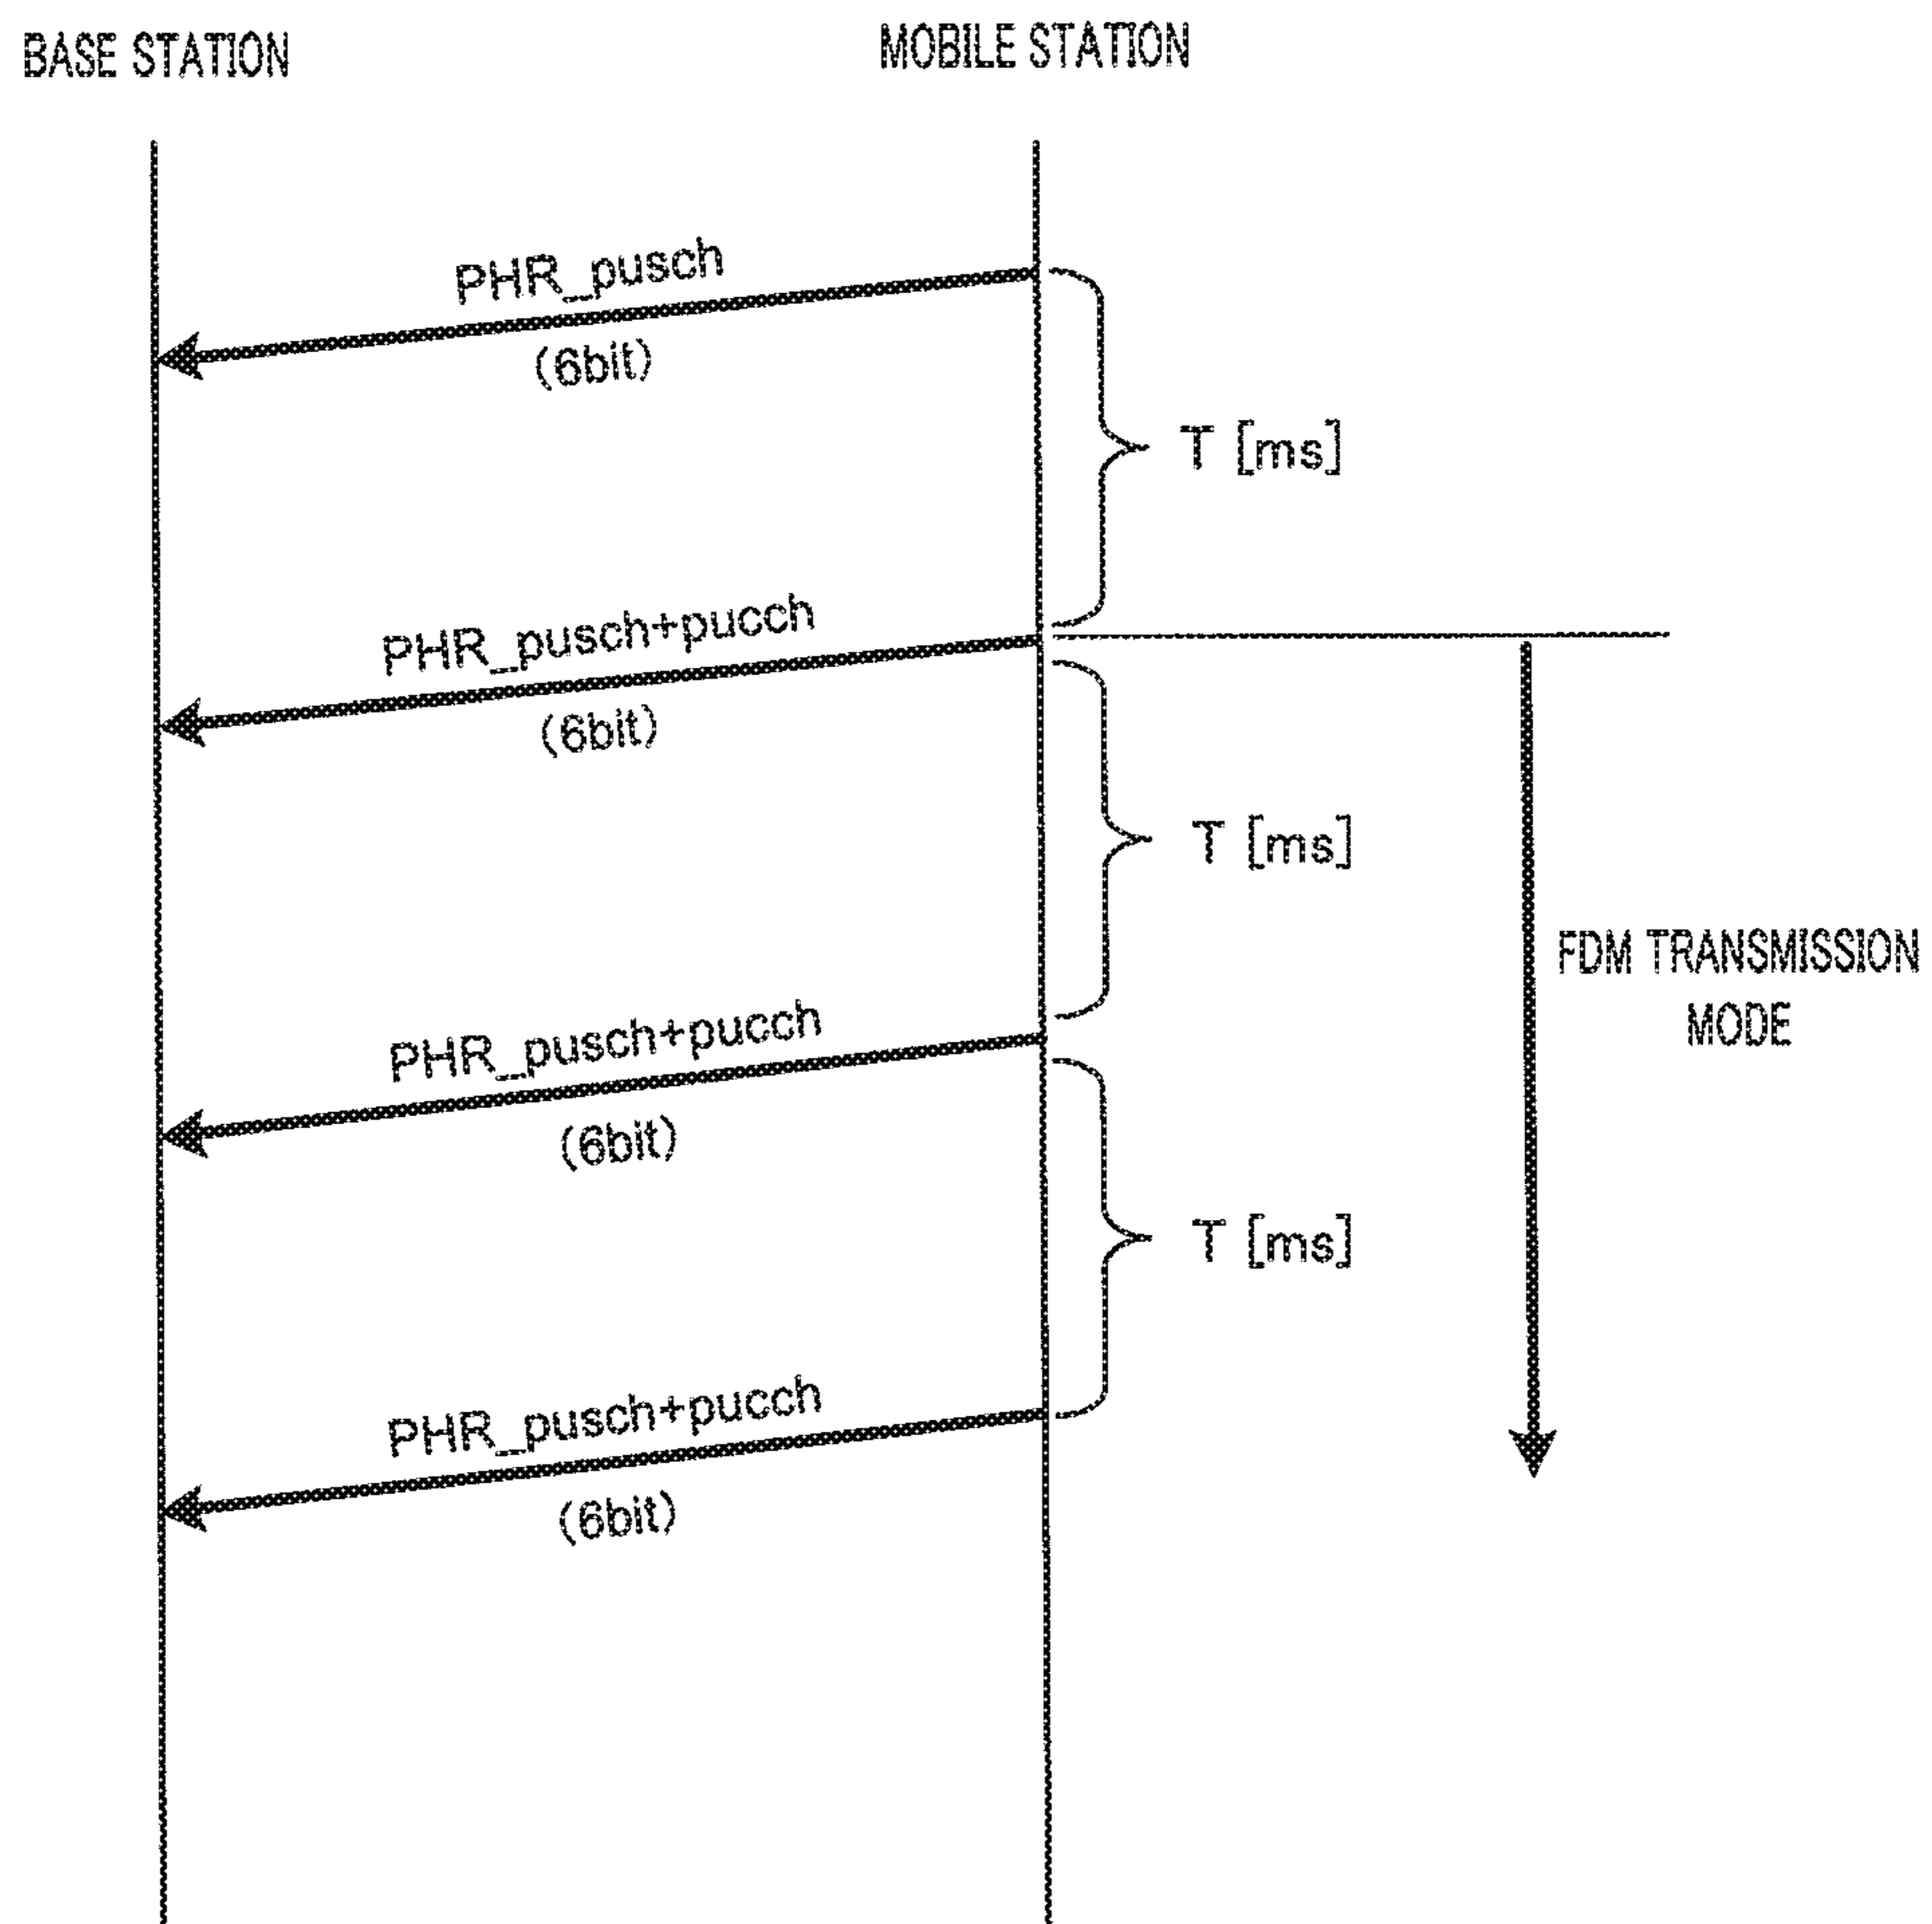 BASE STATION
MOBILE STATION
PHR_pusch
(6bit)
T [ms]
PHR_pusch+pucch
(6bit)
T [ms]
FDM TRANSMISSION
MODE
PHR_pusch+pucch
(6bit)
T [ms]
PHR_pusch+pucch
(6bit)